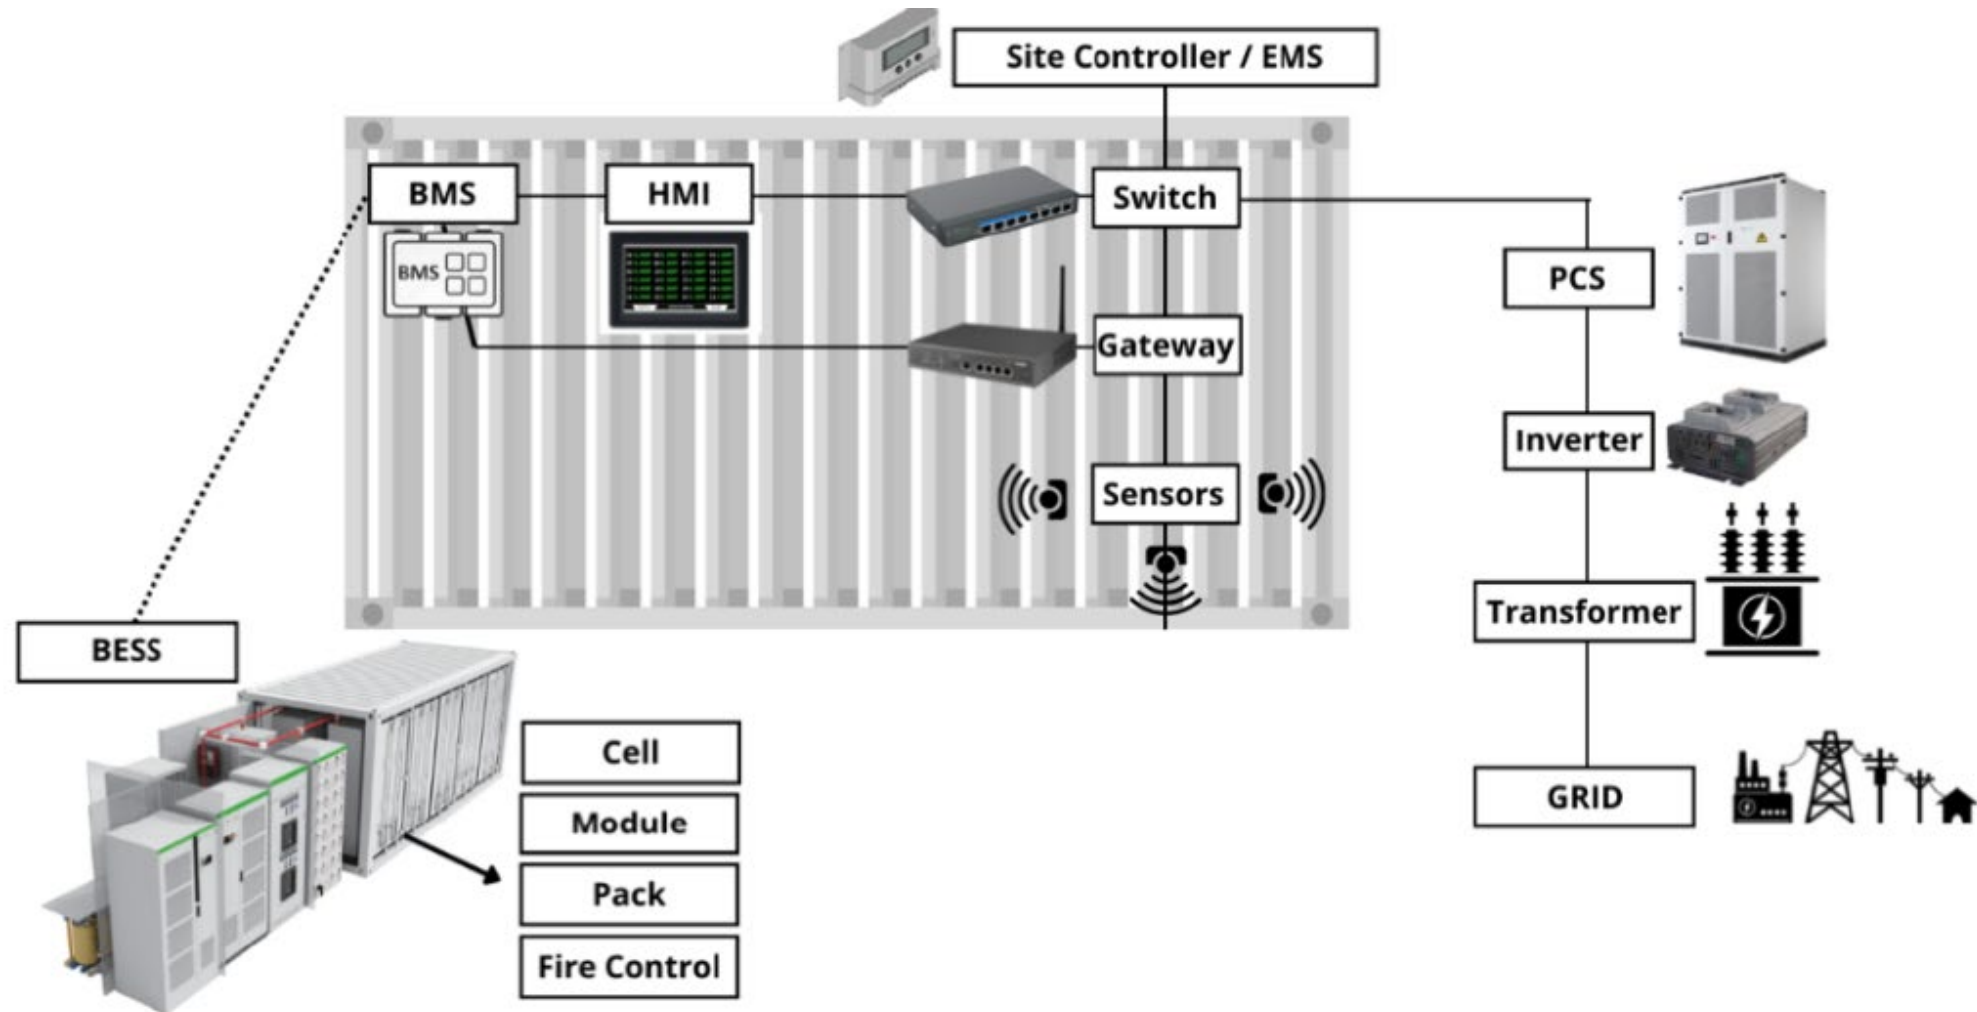 Site Controller / EMS
BMS
HMI
Switch
BMS
PCS
Gateway
Inverter
Sensors
Transformer
BESS
Cell
Module
GRID
Pack
Fire Control